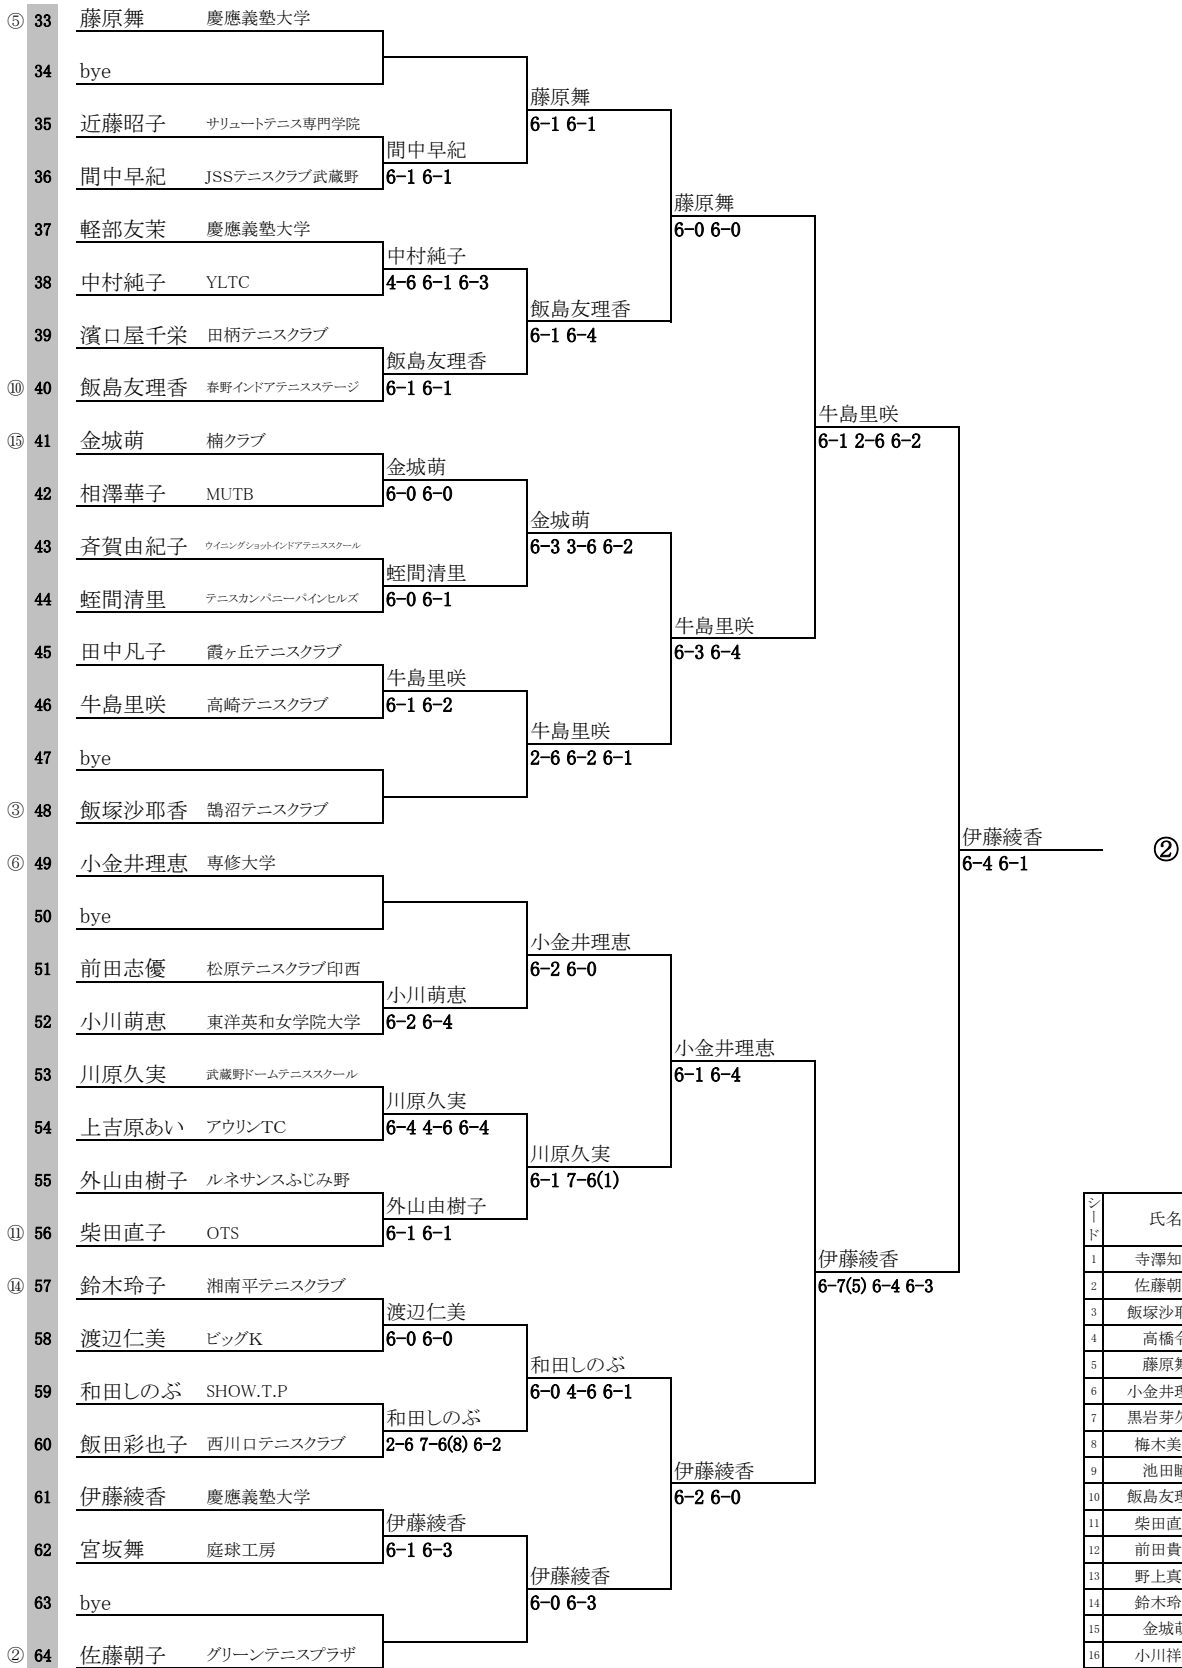 ⑤ 33 藤原舞 慶應義塾大学
34 bye
藤原舞
35 近藤昭子 サリュートテニス専門学院
6-1 6-1
間中早紀
36 間中早紀 JSSテニスクラブ武蔵野
6-1 6-1
藤原舞
37 軽部友茉 慶應義塾大学
6-0 6-0
中村純子
38 中村純子 YLTC
4-6 6-1 6-3
飯島友理香
39 濱口屋千栄 田柄テニスクラブ
6-1 6-4
飯島友理香
⑩ 40 飯島友理香 春野インドアテニスステージ
6-1 6-1
牛島里咲
⑮ 41 金城萌 楠クラブ
6-1 2-6 6-2
金城萌
42 相澤華子 MUTB
6-0 6-0
金城萌
43 斉賀由紀子 ウイニングショットインドアテニススクール
6-3 3-6 6-2
蛭間清里
44 蛭間清里 テニスカンパニーパインヒルズ
6-0 6-1
牛島里咲
45 田中凡子 霞ヶ丘テニスクラブ
6-3 6-4
牛島里咲
46 牛島里咲 高崎テニスクラブ
6-1 6-2
牛島里咲
47 bye
2-6 6-2 6-1
③ 48 飯塚沙耶香 鵠沼テニスクラブ
伊藤綾香
②
⑥ 49 小金井理恵 専修大学
6-4 6-1
50 bye
小金井理恵
51 前田志優 松原テニスクラブ印西
6-2 6-0
小川萌恵
52 小川萌恵 東洋英和女学院大学
6-2 6-4
小金井理恵
53 川原久実 武蔵野ドームテニススクール
6-1 6-4
川原久実
54 上吉原あい アウリンTC
6-4 4-6 6-4
川原久実
55 外山由樹子 ルネサンスふじみ野
6-1 7-6(1)
外山由樹子
⑪ 56 柴田直子 OTS
6-1 6-1
伊藤綾香
⑭ 57 鈴木玲子 湘南平テニスクラブ
6-7(5) 6-4 6-3
渡辺仁美
58 渡辺仁美 ビッグK
6-0 6-0
和田しのぶ
59 和田しのぶ SHOW.T.P
6-0 4-6 6-1
和田しのぶ
60 飯田彩也子 西川口テニスクラブ
2-6 7-6(8) 6-2
伊藤綾香
61 伊藤綾香 慶應義塾大学
6-2 6-0
伊藤綾香
62 宮坂舞 庭球工房
6-1 6-3
伊藤綾香
63 bye
6-0 6-3
② 64 佐藤朝子 グリーンテニスプラザ
シード 氏名
1 寺澤知
2 佐藤朝
3 飯塚沙
4 高橋
5 藤原
6 小金井
7 黒岩芽
8 梅木美
9 池田
10 飯島友
11 柴田直
12 前田貴
13 野上真
14 鈴木玲
15 金城
16 小川祥